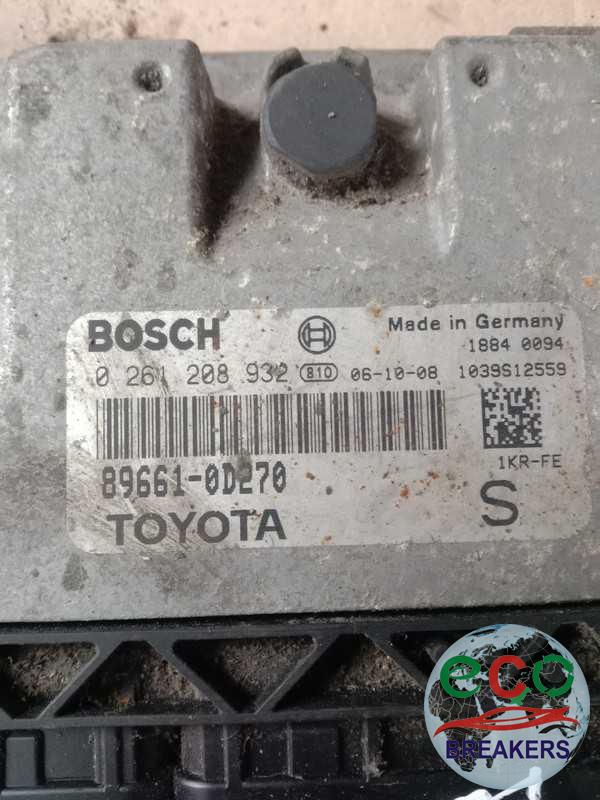 BOSCH Made in Germany
1884 0094
0 261 208 932 810 06-10-08 1039S12559
1KR-FE
89661-0D270
TOYOTA S
eco
BREAKERS